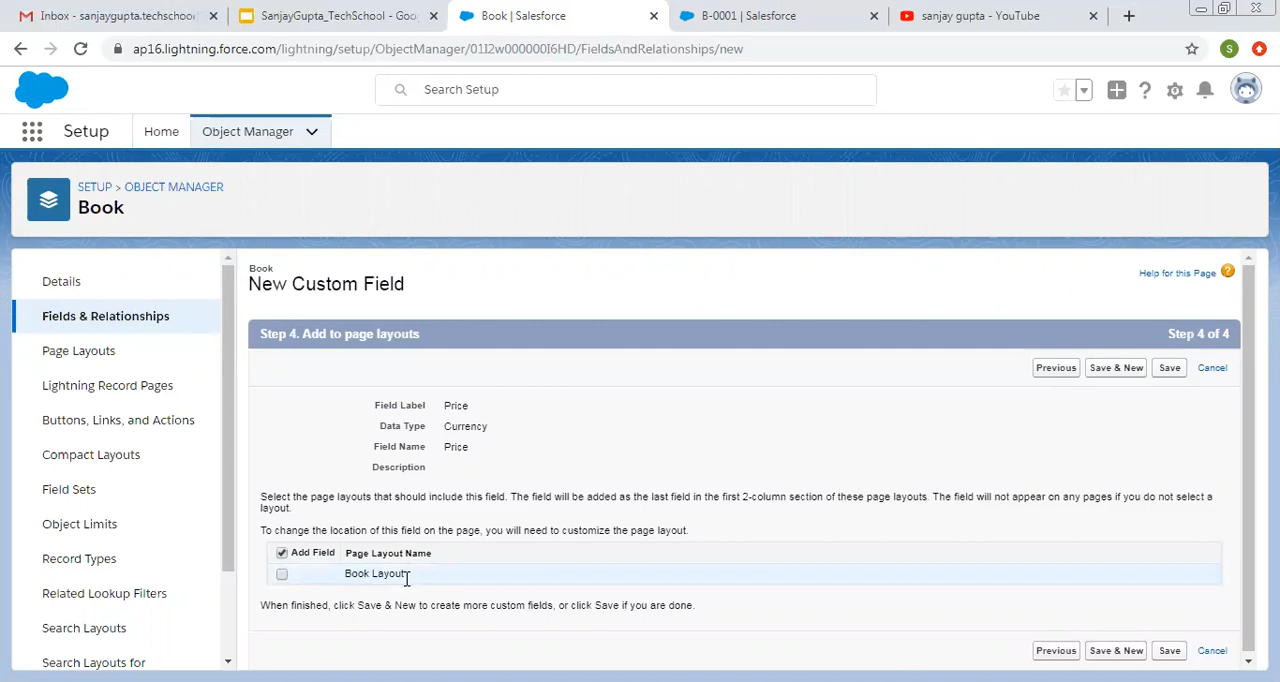 Inbox - sanjaygupta.techschool
SanjayGupta_TechSchool - Goo
Book | Salesforce
B-0001 | Salesforce
sanjay gupta - YouTube
ap16.lightning.force.com/lightning/setup/ObjectManager/01I2w000000I6HD/FieldsAndRelationships/new
S
Search Setup
Setup
Home
Object Manager
SETUP > OBJECT MANAGER
Book
Details
Fields & Relationships
Page Layouts
Lightning Record Pages
Buttons, Links, and Actions
Compact Layouts
Field Sets
Object Limits
Record Types
Related Lookup Filters
Search Layouts
Search Layouts for
Book
New Custom Field
Help for this Page
Step 4. Add to page layouts
Step 4 of 4
Previous
Save & New
Save
Cancel
Field Label Price
Data Type Currency
Field Name Price
Description
Select the page layouts that should include this field. The field will be added as the last field in the first 2-column section of these page layouts. The field will not appear on any pages if you do not select a
layout.
To change the location of this field on the page, you will need to customize the page layout.
Add Field Page Layout Name
Book Layout
When finished, click Save & New to create more custom fields, or click Save if you are done.
Previous
Save & New
Save
Cancel